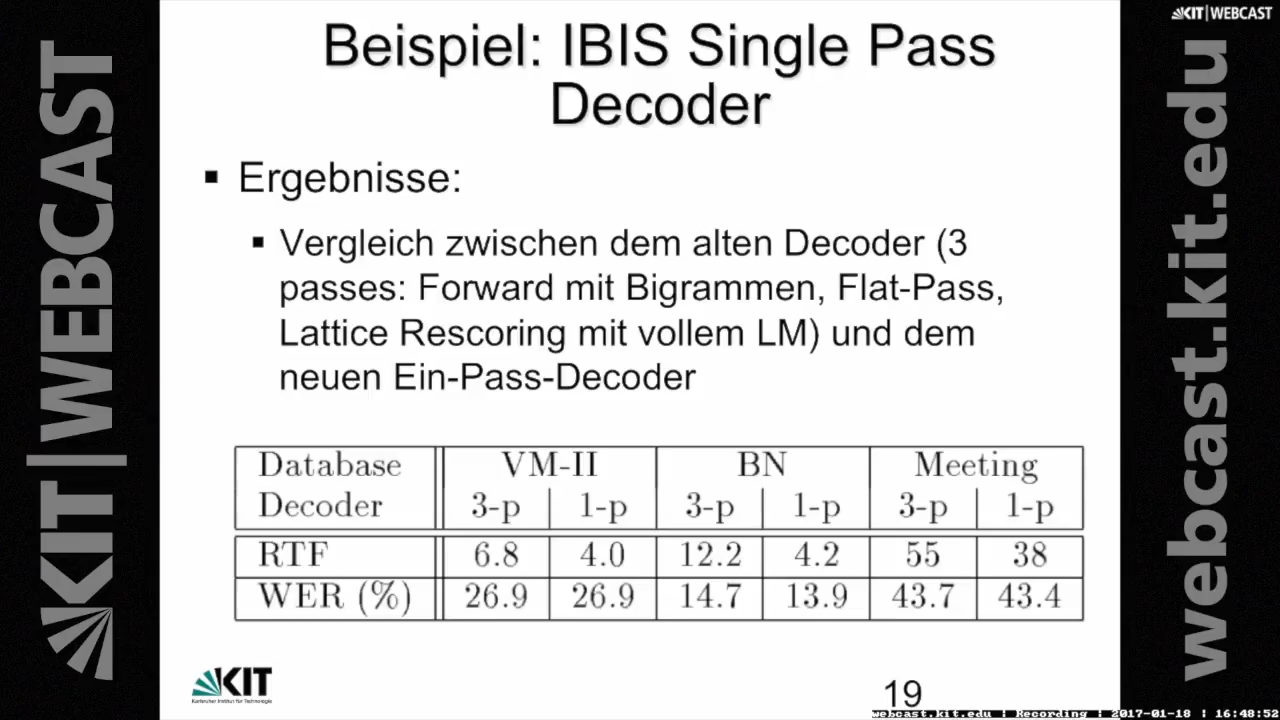 KIT|WEBCAST
Beispiel: IBIS Single Pass
Decoder
▪ Ergebnisse:
▪ Vergleich zwischen dem alten Decoder (3
passes: Forward mit Bigrammen, Flat-Pass,
Lattice Rescoring mit vollem LM) und dem
neuen Ein-Pass-Decoder
Database VM-II BN Meeting
Decoder 3-p 1-p 3-p 1-p 3-p 1-p
RTF 6.8 4.0 12.2 4.2 55 38
WER (%) 26.9 26.9 14.7 13.9 43.7 43.4
KIT
Karlsruher Institut für Technologie
19
KIT|WEBCAST
webcast.kit.edu
webcast.kit.edu | Recording | 2017-01-18 | 16:48:52